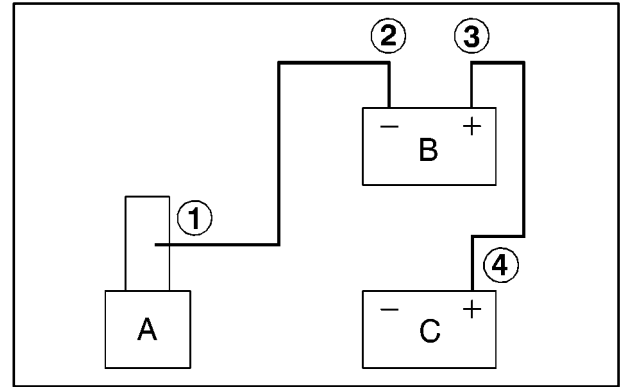 ② ③
− +
B
①
④
A
− +
C